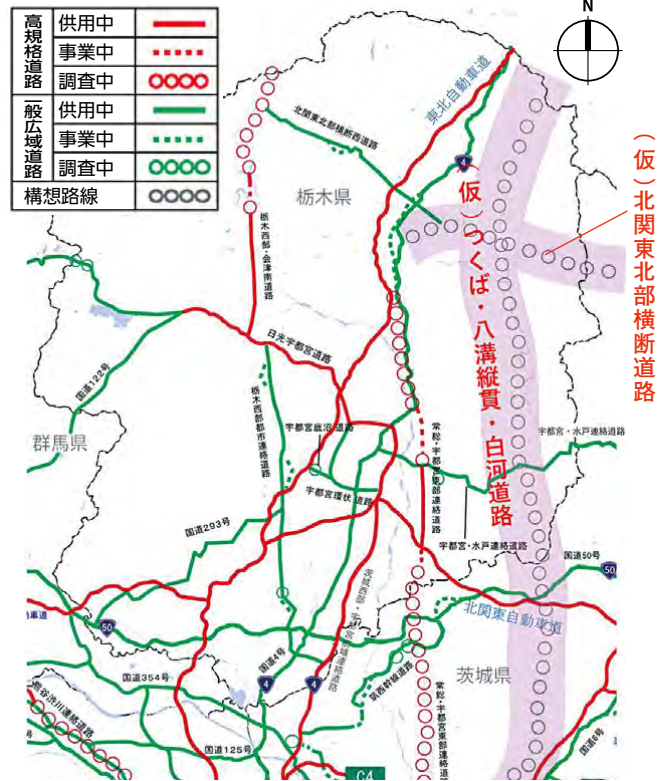 高規格道路
供用中
事業中
調査中
一般広域道路
供用中
事業中
調査中
構想路線
N
東北自動車道
北関東北部横断西道路
4
栃木県
(仮)つくば・八溝縦貫・白河道路
(仮)北関東北部横断道路
栃木西部・会津南道路
日光宇都宮道路
国道122号
群馬県
栃木西部都市連絡道路
宇都宮鹿沼道路
常総・宇都宮東部連絡道路
宇都宮・水戸連絡道路
宇都宮環状道路
国道293号
宇都宮・水戸連絡道路
国道50号
50
北関東自動車道
動車道
50
国道4号
筑西幹線道路
茨城県
国道354号
4
4
熊谷渋川連絡道路
常総・宇都宮東部連絡道
国道125号
国道6号
号
C4